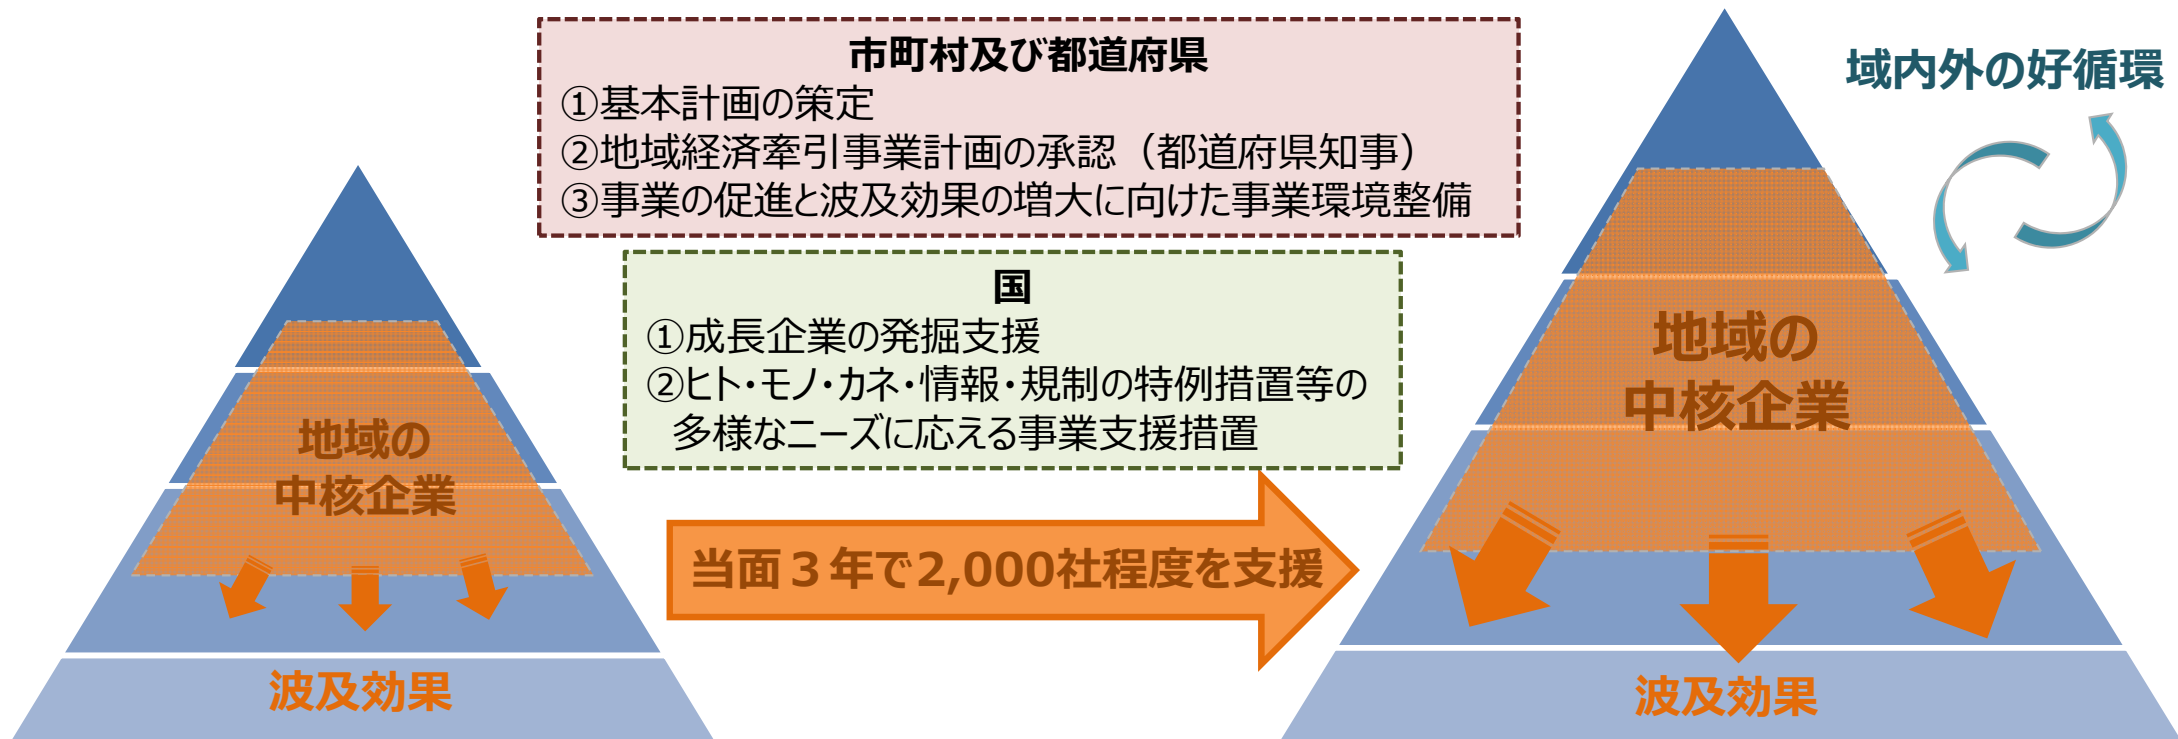 市町村及び都道府県
①基本計画の策定
②地域経済牽引事業計画の承認（都道府県知事）
③事業の促進と波及効果の増大に向けた事業環境整備
国
①成長企業の発掘支援
②ヒト・モノ・カネ・情報・規制の特例措置等の
多様なニーズに応える事業支援措置
地域の
中核企業
波及効果
当面３年で2,000社程度を支援
域内外の好循環
地域の
中核企業
波及効果